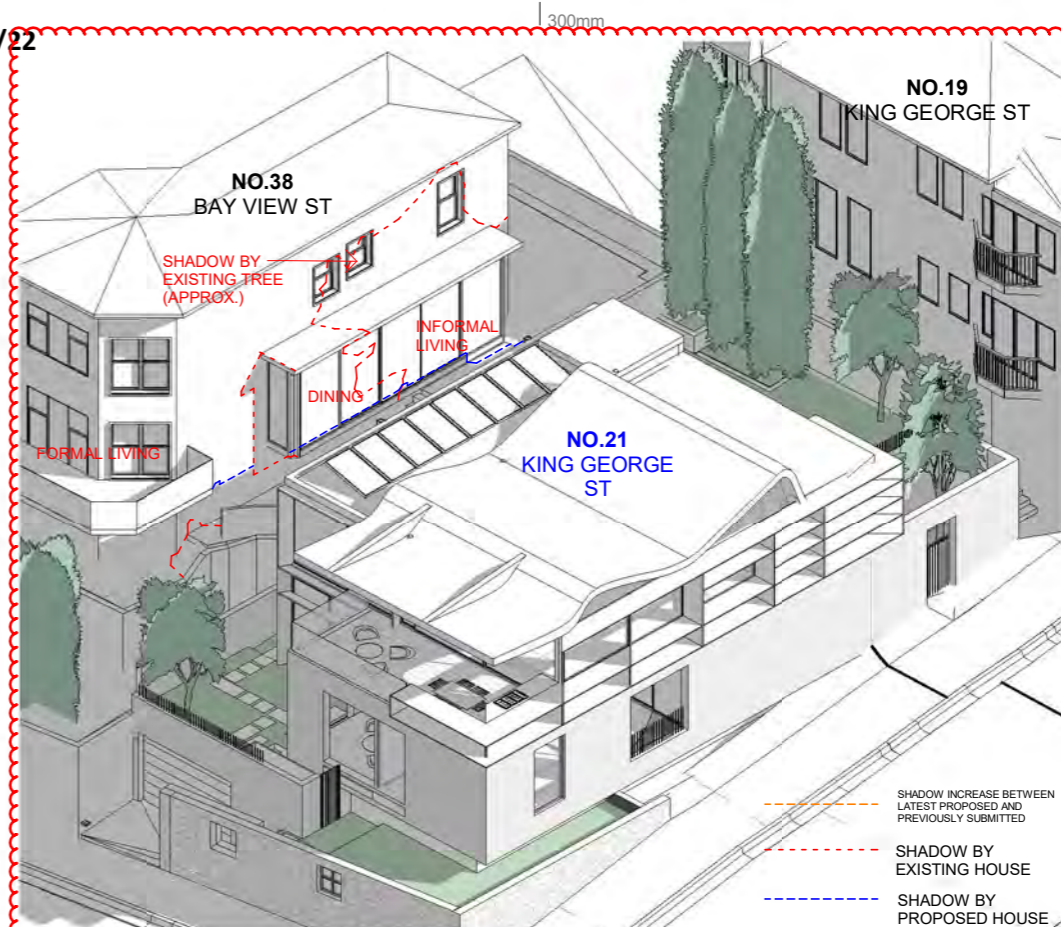 300mm
/22
NO.19
KING GEORGE ST
NO.38
BAY VIEW ST
SHADOW BY
EXISTING TREE
(APPROX.)
INFORMAL
LIVING
DINING
FORMAL LIVING
NO.21
KING GEORGE
ST
SHADOW INCREASE BETWEEN
LATEST PROPOSED AND
PREVIOUSLY SUBMITTED
SHADOW BY
EXISTING HOUSE
SHADOW BY
PROPOSED HOUSE